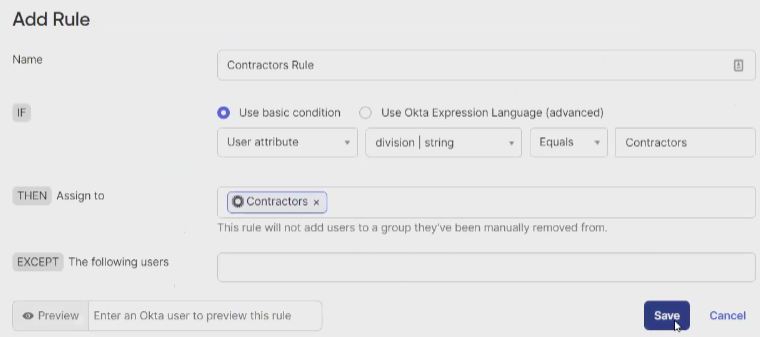 Add Rule
Name
Contractors Rule
IF
Use basic condition
Use Okta Expression Language (advanced)
User attribute
division | string
Equals
Contractors
THEN Assign to
Contractors ×
This rule will not add users to a group they've been manually removed from.
EXCEPT The following users
Preview
Enter an Okta user to preview this rule
Save
Cancel